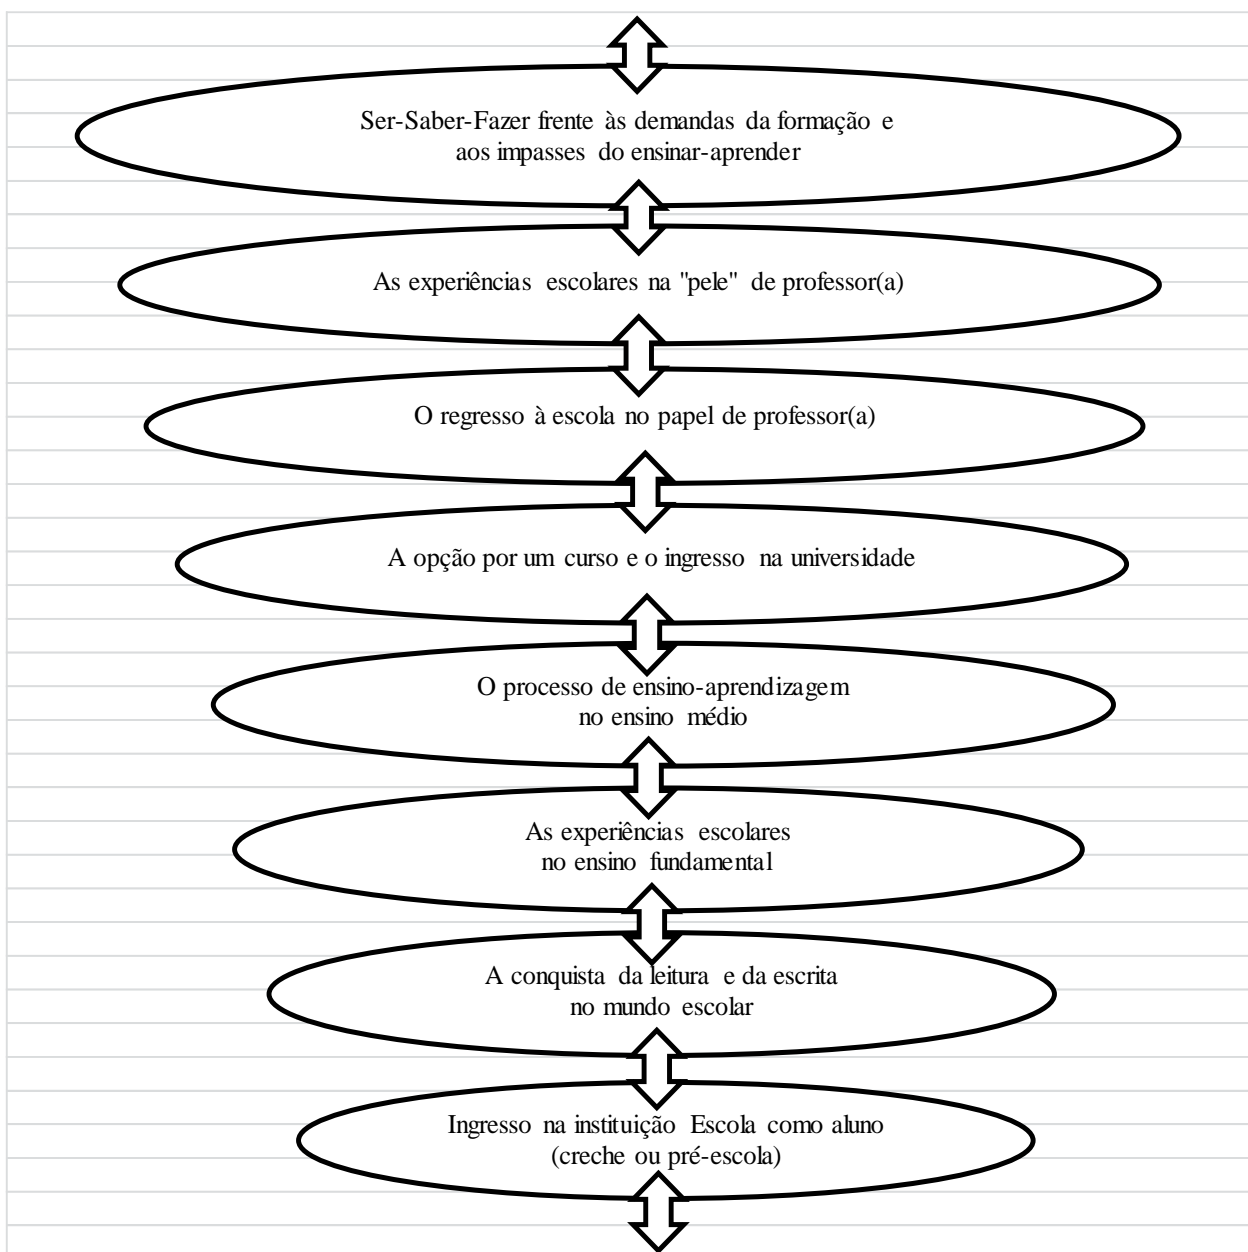 Ser-Saber-Fazer frente às demandas da formação e
aos impasses do ensinar-aprender
As experiências escolares na "pele" de professor(a)
O regresso à escola no papel de professor(a)
A opção por um curso e o ingresso na universidade
O processo de ensino-aprendizagem
no ensino médio
As experiências escolares
no ensino fundamental
A conquista da leitura e da escrita
no mundo escolar
Ingresso na instituição Escola como aluno
(creche ou pré-escola)